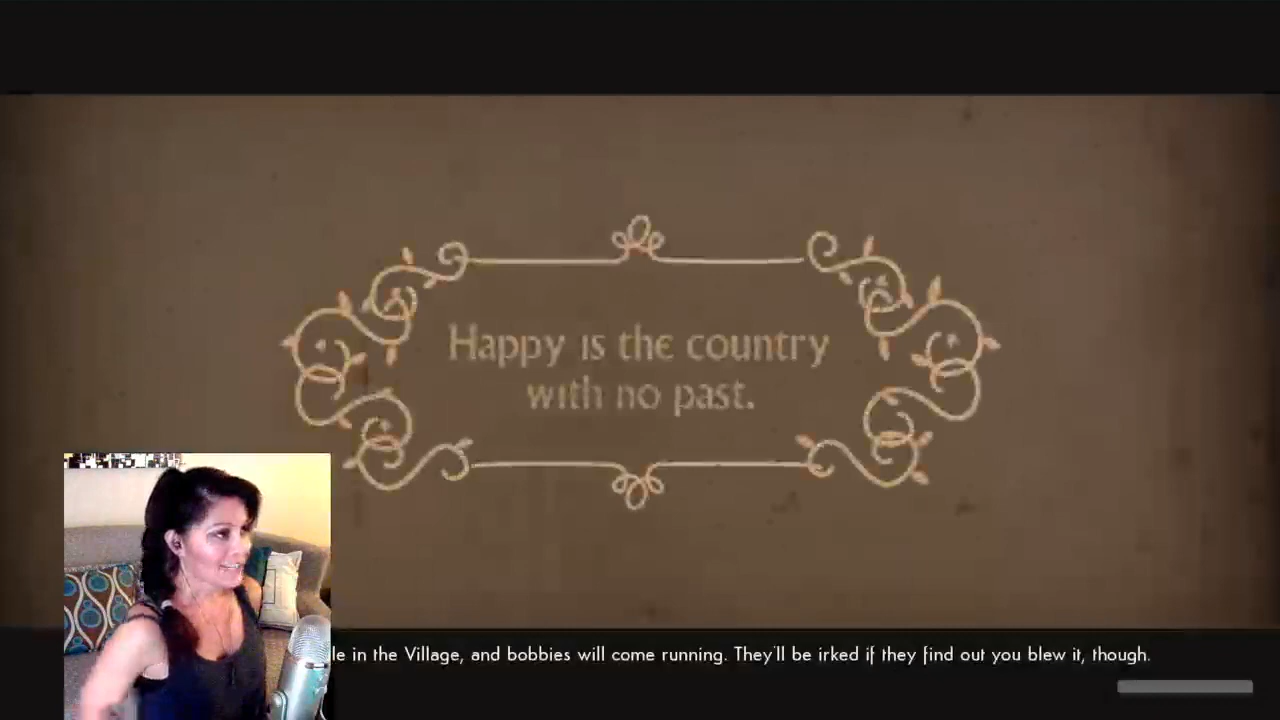 Happy is the country
with no past.
in the Village, and bobbies will come running. They'll be irked if they find out you blew it, though.